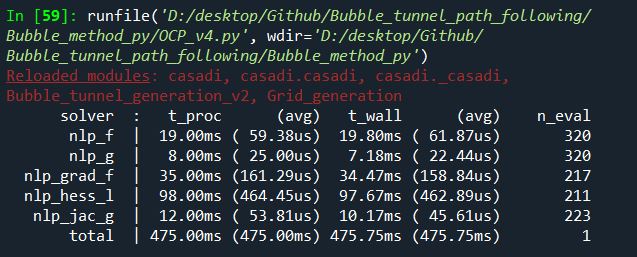 In [59]: runfile('D:/desktop/Github/Bubble_tunnel_path_following/
Bubble_method_py/OCP_v4.py', wdir='D:/desktop/Github/
Bubble_tunnel_path_following/Bubble_method_py')
Reloaded modules: casadi, casadi.casadi, casadi._casadi,
Bubble_tunnel_generation_v2, Grid_generation
solver : t_proc (avg) t_wall (avg) n_eval
nlp_f | 19.00ms ( 59.38us) 19.80ms ( 61.87us) 320
nlp_g | 8.00ms ( 25.00us) 7.18ms ( 22.44us) 320
nlp_grad_f | 35.00ms (161.29us) 34.47ms (158.84us) 217
nlp_hess_l | 98.00ms (464.45us) 97.67ms (462.89us) 211
nlp_jac_g | 12.00ms ( 53.81us) 10.17ms ( 45.61us) 223
total | 475.00ms (475.00ms) 475.75ms (475.75ms) 1